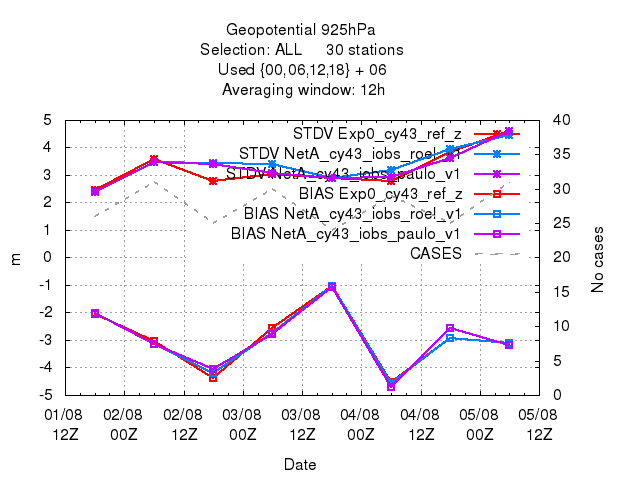 Geopotential 925hPa
Selection: ALL 30 stations
Used {00,06,12,18} + 06
Averaging window: 12h
STDV Exp0_cy43_ref_z
STDV NetA_cy43_iobs_roel_v1
STDV NetA_cy43_iobs_paulo_v1
BIAS Exp0_cy43_ref_z
BIAS NetA_cy43_iobs_roel_v1
BIAS NetA_cy43_iobs_paulo_v1
CASES
5
4
3
2
1
0
-1
-2
-3
-4
-5
m
40
35
30
25
20
15
10
5
0
No cases
01/08 02/08 02/08 03/08 03/08 04/08 04/08 05/08 05/08
12Z 00Z 12Z 00Z 12Z 00Z 12Z 00Z 12Z
Date